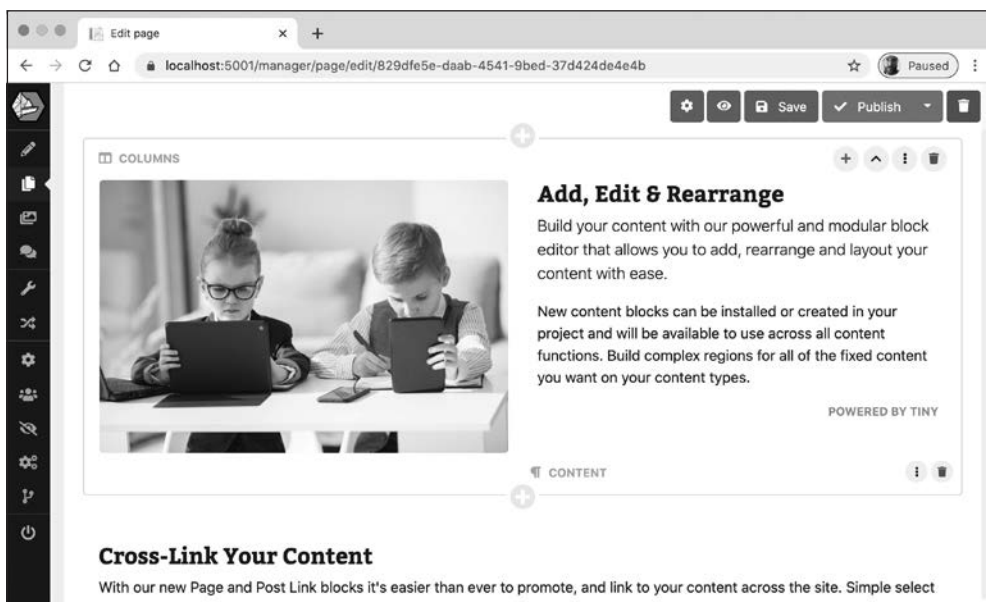 Edit page
localhost:5001/manager/page/edit/829dfe5e-daab-4541-9bed-37d424de4e4b
Paused
Save
Publish
COLUMNS
Add, Edit & Rearrange
Build your content with our powerful and modular block
editor that allows you to add, rearrange and layout your
content with ease.
New content blocks can be installed or created in your
project and will be available to use across all content
functions. Build complex regions for all of the fixed content
you want on your content types.
POWERED BY TINY
CONTENT
Cross-Link Your Content
With our new Page and Post Link blocks it's easier than ever to promote, and link to your content across the site. Simple select